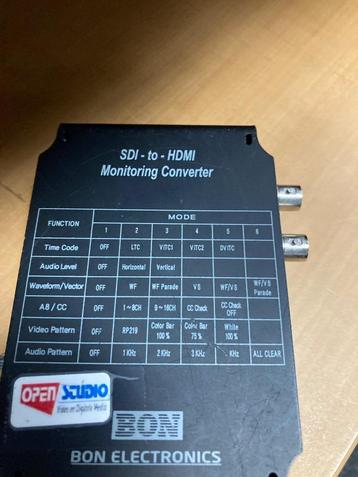 SDI - to - HDMI
Monitoring Converter
FUNCTION MODE
1 2 3 4 5 6
Time Code OFF LTC VITC1 VITC2 DVITC
Audio Level OFF Horizontal Vertical
Waveform/Vector OFF WF WF Parade VS WF/VS WF/VS Parade
AB / CC OFF 1~8CH 9~16CH CC Check CC Check OFF
Video Pattern OFF RP219 Color Bar 100% Color Bar 75% White 100%
Audio Pattern OFF 1 KHz 2 KHz 3 KHz KHz ALL CLEAR
OPEN STUDIO
Video en Digitale Media
BON
BON ELECTRONICS